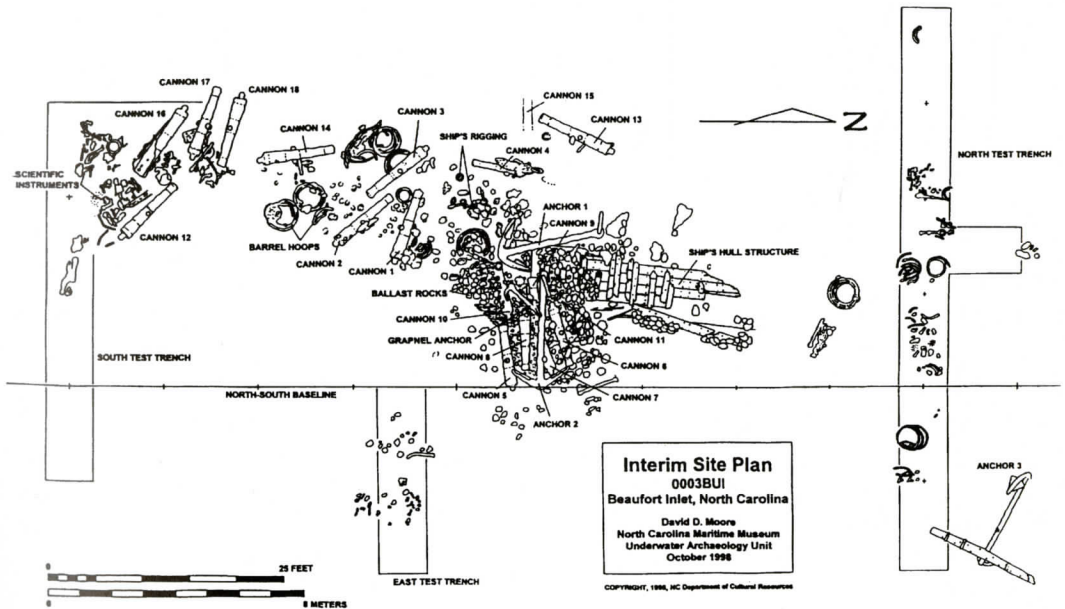 CANNON 17
CANNON 18
CANNON 16
CANNON 3
CANNON 15
CANNON 14
SHIP'S RIGGING
CANNON 13
CANNON 4
N
NORTH TEST TRENCH
SCIENTIFIC
INSTRUMENTS
ANCHOR 1
CANNON 9
CANNON 12
BARREL HOOPS
CANNON 2
CANNON 1
SHIP'S HULL STRUCTURE
BALLAST ROCKS
CANNON 10
GRAPNEL ANCHOR
CANNON 11
CANNON 8
CANNON 6
SOUTH TEST TRENCH
NORTH-SOUTH BASELINE
CANNON 5
CANNON 7
ANCHOR 2
Interim Site Plan
0003BUI
Beaufort Inlet, North Carolina
David D. Moore
North Carolina Maritime Museum
Underwater Archaeology Unit
October 1998
ANCHOR 3
0
25 FEET
EAST TEST TRENCH
COPYRIGHT, 1998, NC Department of Cultural Resources
0
8 METERS